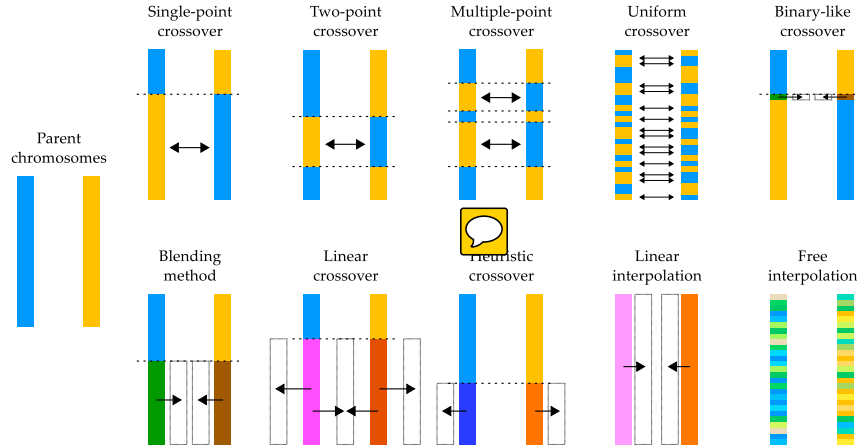 Single-point
crossover
Two-point
crossover
Multiple-point
crossover
Uniform
crossover
Binary-like
crossover
Parent
chromosomes
Blending
method
Linear
crossover
Heuristic
crossover
Linear
interpolation
Free
interpolation